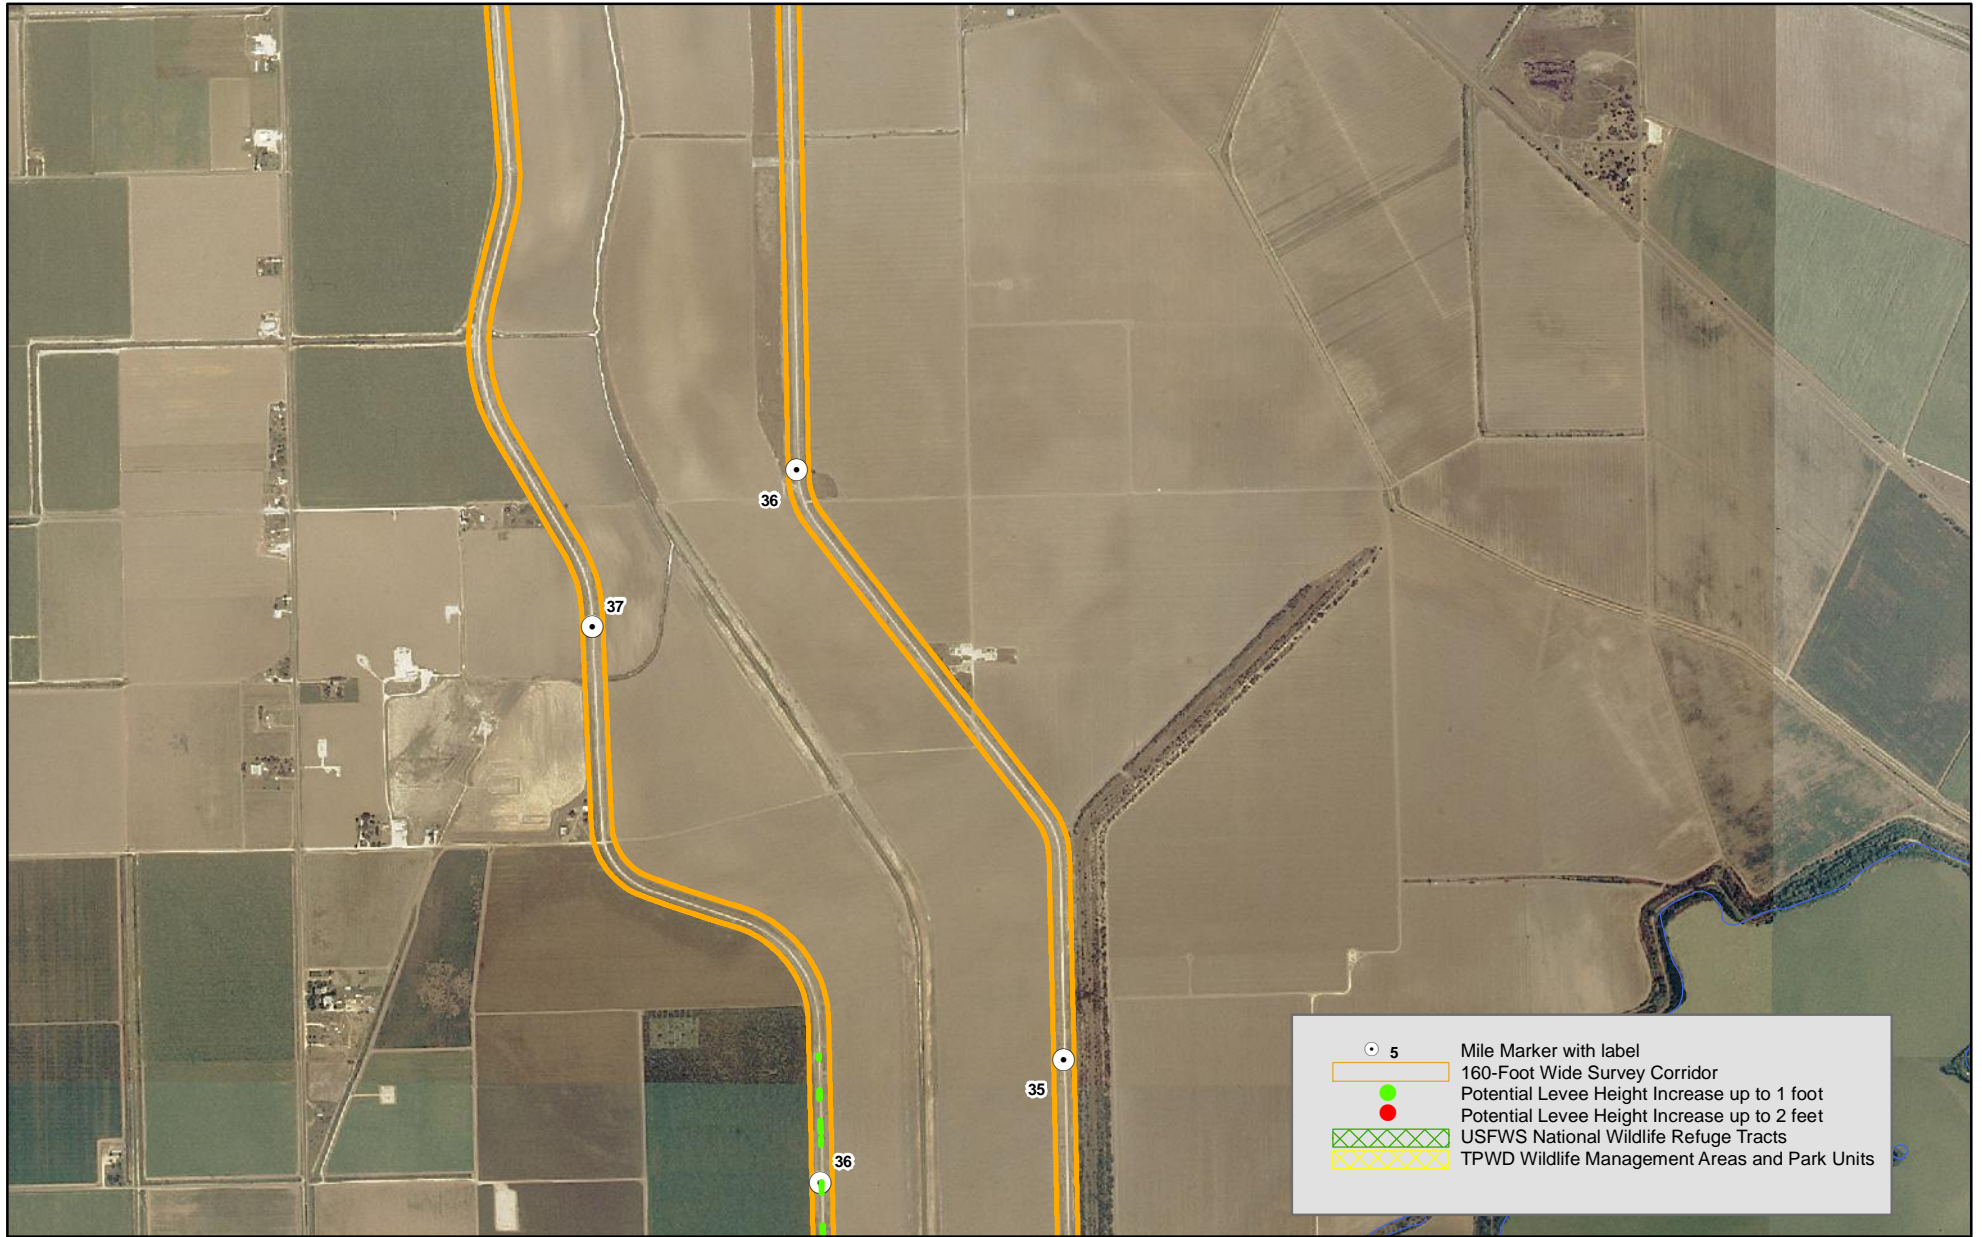 36
37
36
35
5 Mile Marker with label
160-Foot Wide Survey Corridor
Potential Levee Height Increase up to 1 foot
Potential Levee Height Increase up to 2 feet
USFWS National Wildlife Refuge Tracts
TPWD Wildlife Management Areas and Park Units